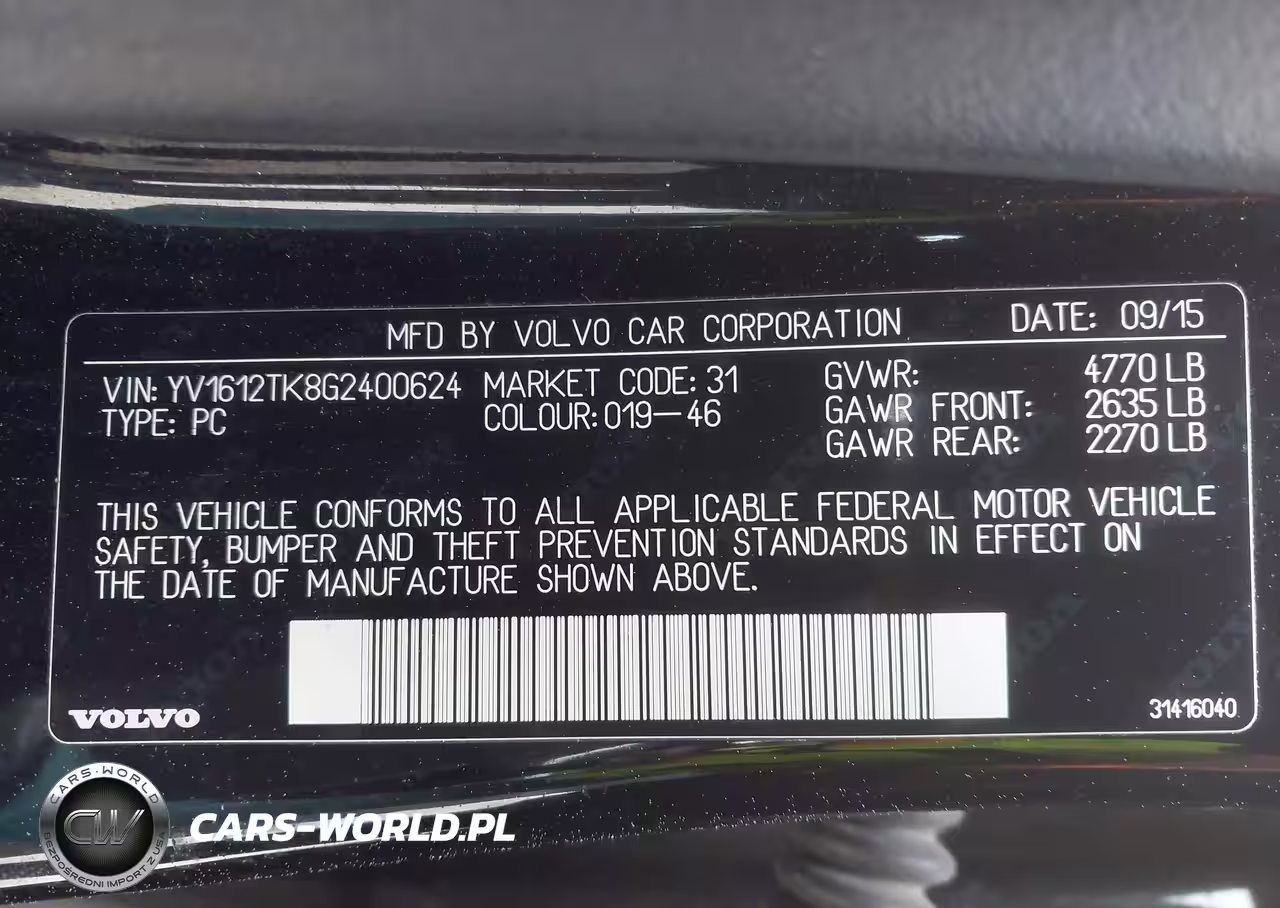 MFD BY VOLVO CAR CORPORATION DATE: 09/15
VIN: YV1612TK8G2400624 MARKET CODE: 31 GVWR: 4770 LB
TYPE: PC COLOUR: 019-46 GAWR FRONT: 2635 LB
GAWR REAR: 2270 LB
THIS VEHICLE CONFORMS TO ALL APPLICABLE FEDERAL MOTOR VEHICLE
SAFETY, BUMPER AND THEFT PREVENTION STANDARDS IN EFFECT ON
THE DATE OF MANUFACTURE SHOWN ABOVE.
VOLVO
31416040
CARS-WORLD
CW
BEZPOŚREDNI IMPORT Z USA
CARS-WORLD.PL